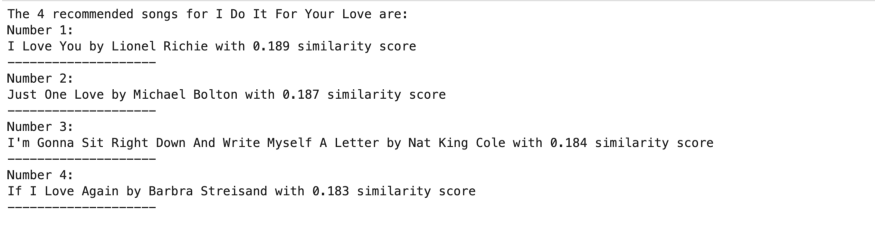 The 4 recommended songs for I Do It For Your Love are:
Number 1:
I Love You by Lionel Richie with 0.189 similarity score
--------------------
Number 2:
Just One Love by Michael Bolton with 0.187 similarity score
--------------------
Number 3:
I'm Gonna Sit Right Down And Write Myself A Letter by Nat King Cole with 0.184 similarity score
--------------------
Number 4:
If I Love Again by Barbra Streisand with 0.183 similarity score
--------------------